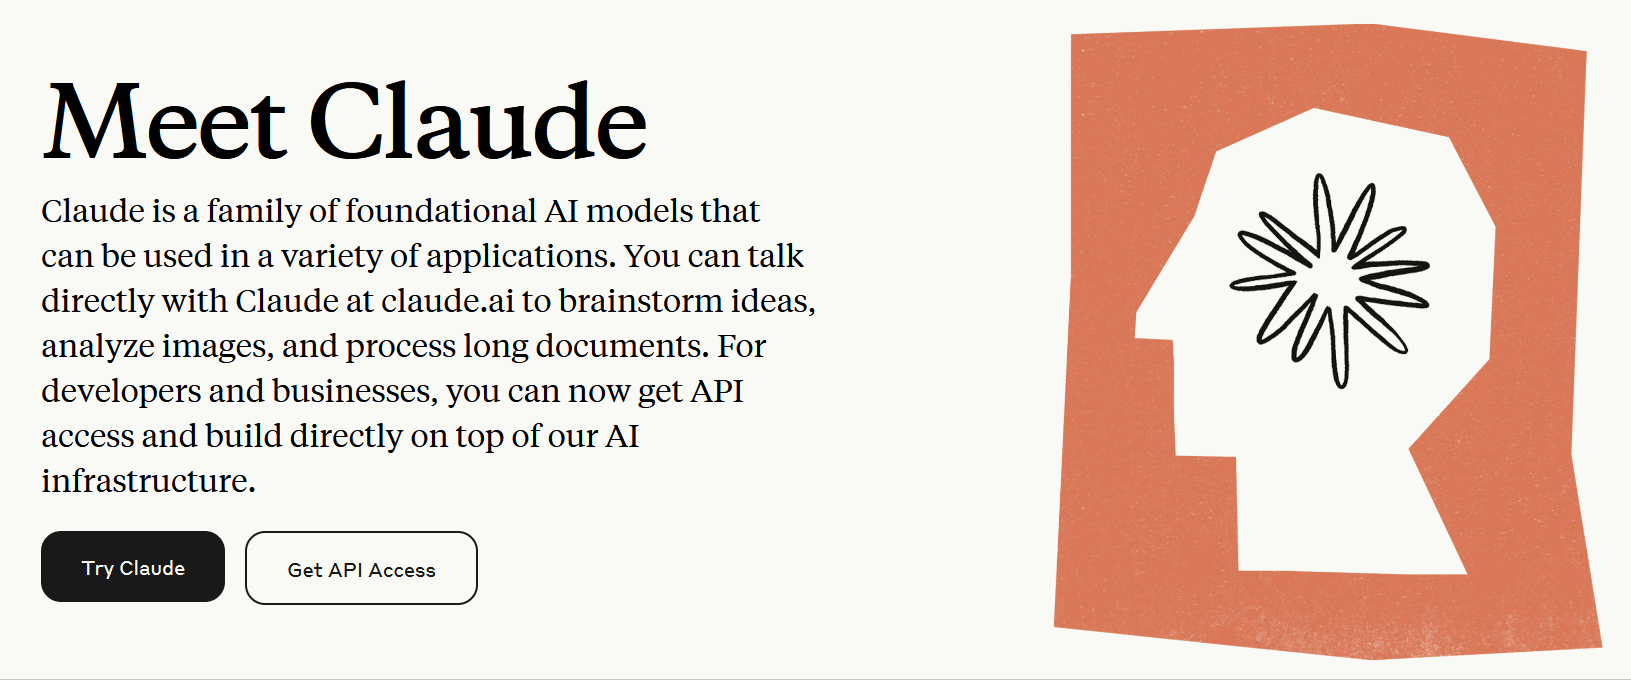 Meet Claude
Claude is a family of foundational AI models that
can be used in a variety of applications. You can talk
directly with Claude at claude.ai to brainstorm ideas,
analyze images, and process long documents. For
developers and businesses, you can now get API
access and build directly on top of our AI
infrastructure.
Try Claude
Get API Access